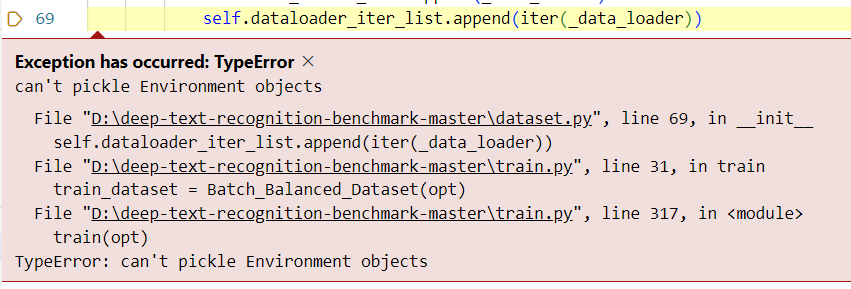 69 self.dataloader_iter_list.append(iter(_data_loader))
Exception has occurred: TypeError ×
can't pickle Environment objects
File "D:\deep-text-recognition-benchmark-master\dataset.py", line 69, in __init__
self.dataloader_iter_list.append(iter(_data_loader))
File "D:\deep-text-recognition-benchmark-master\train.py", line 31, in train
train_dataset = Batch_Balanced_Dataset(opt)
File "D:\deep-text-recognition-benchmark-master\train.py", line 317, in <module>
train(opt)
TypeError: can't pickle Environment objects